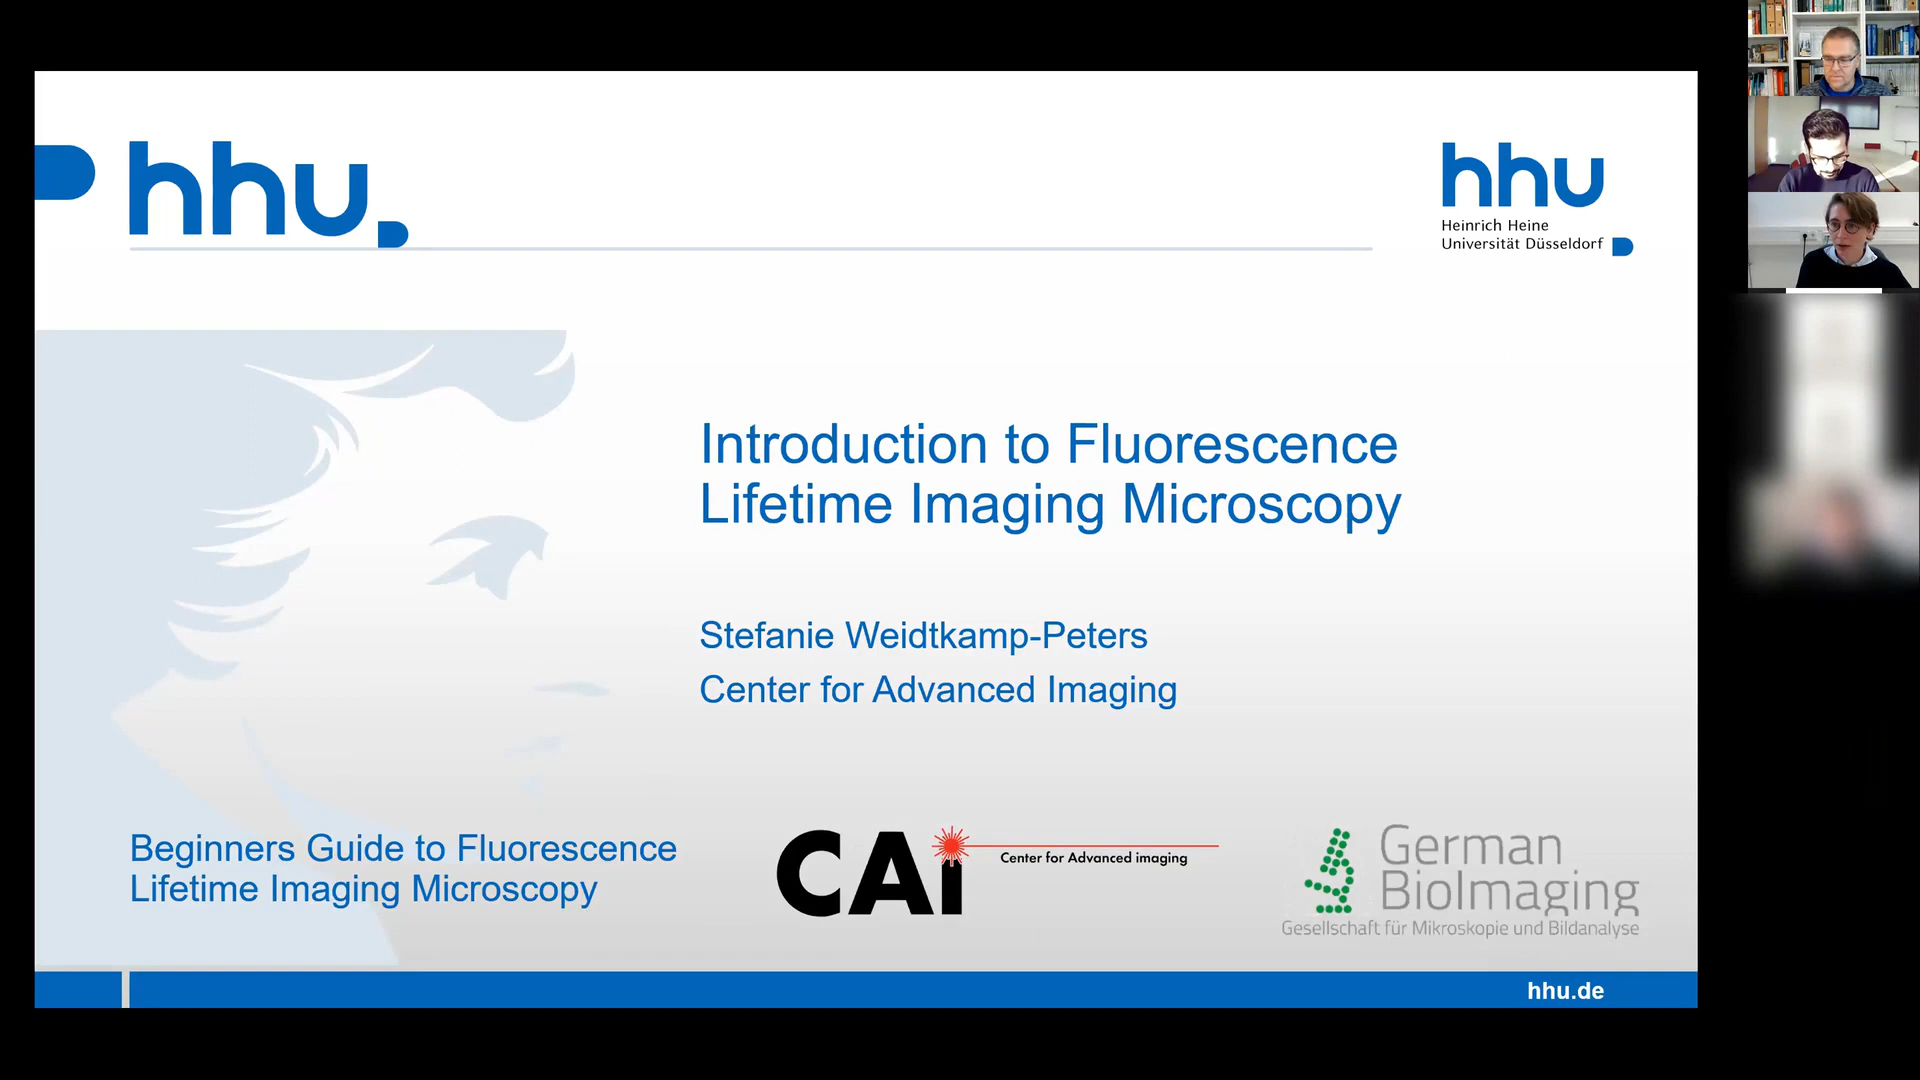 hhu
hhu
Heinrich Heine
Universität Düsseldorf
Introduction to Fluorescence
Lifetime Imaging Microscopy
Stefanie Weidtkamp-Peters
Center for Advanced Imaging
Beginners Guide to Fluorescence
Lifetime Imaging Microscopy
CAi
Center for Advanced imaging
German
BioImaging
Gesellschaft für Mikroskopie und Bildanalyse
hhu.de